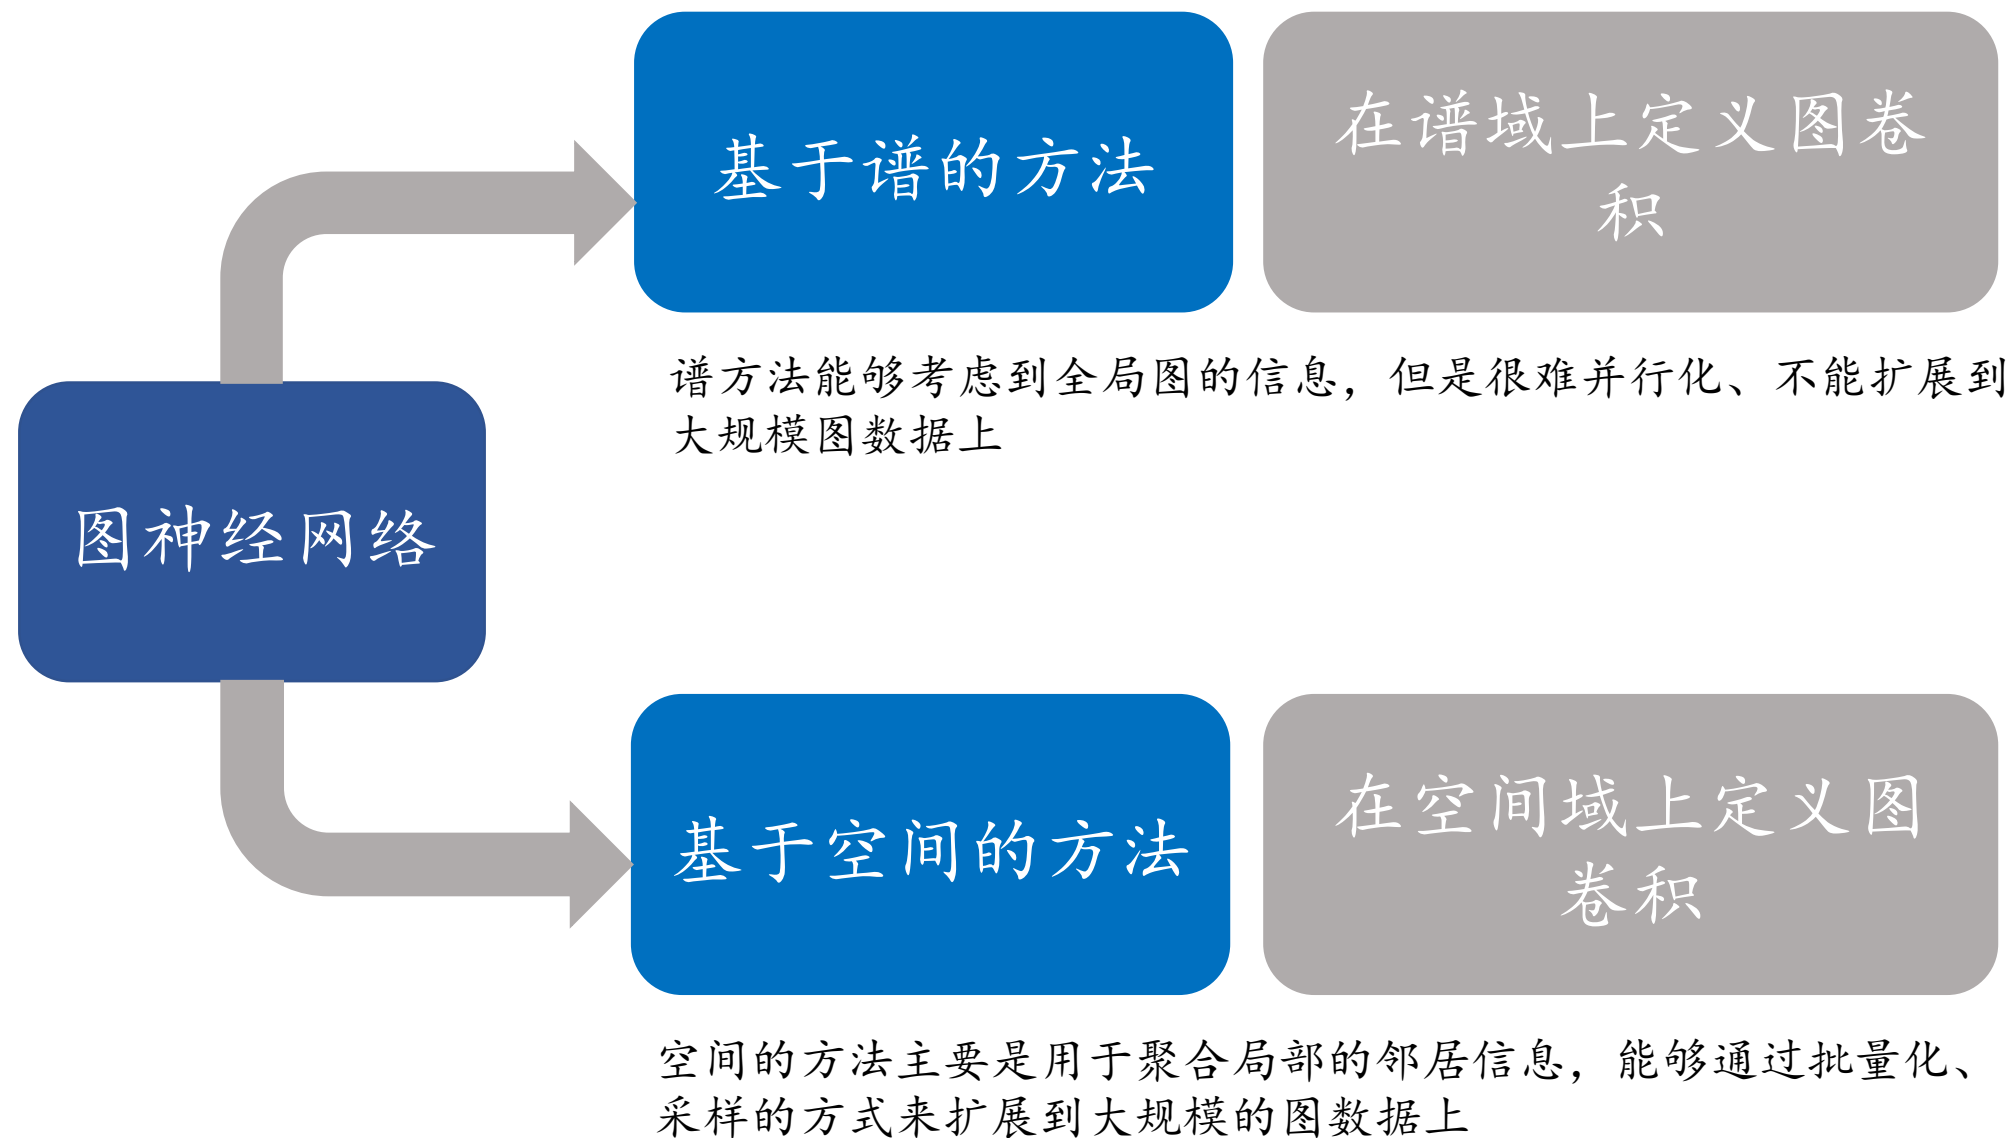 基于谱的方法
在谱域上定义图卷
积
谱方法能够考虑到全局图的信息，但是很难并行化、不能扩展到
大规模图数据上
图神经网络
基于空间的方法
在空间域上定义图
卷积
空间的方法主要是用于聚合局部的邻居信息，能够通过批量化、
采样的方式来扩展到大规模的图数据上